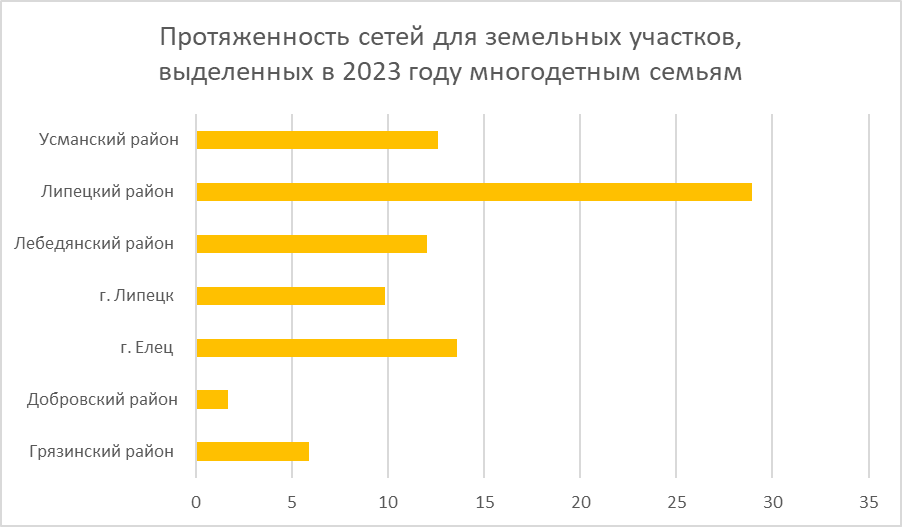 Протяженность сетей для земельных участков,
выделенных в 2023 году многодетным семьям
Усманский район
Липецкий район
Лебедянский район
г. Липецк
г. Елец
Добровский район
Грязинский район
0 5 10 15 20 25 30 35